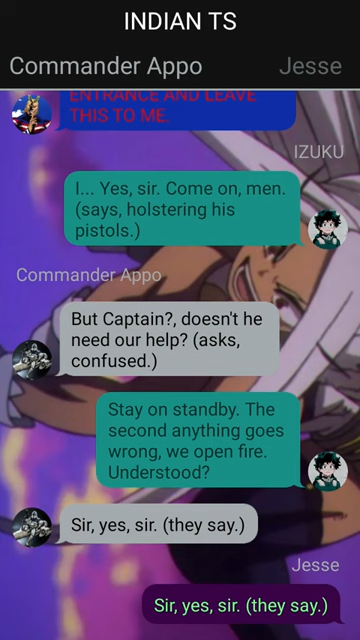 INDIAN TS
Commander Appo
Jesse
ENTRANCE AND LEAVE
THIS TO ME.
IZUKU
I... Yes, sir. Come on, men.
(says, holstering his
pistols.)
Commander Appo
But Captain?, doesn't he
need our help? (asks,
confused.)
Stay on standby. The
second anything goes
wrong, we open fire.
Understood?
Sir, yes, sir. (they say.)
Jesse
Sir, yes, sir. (they say.)